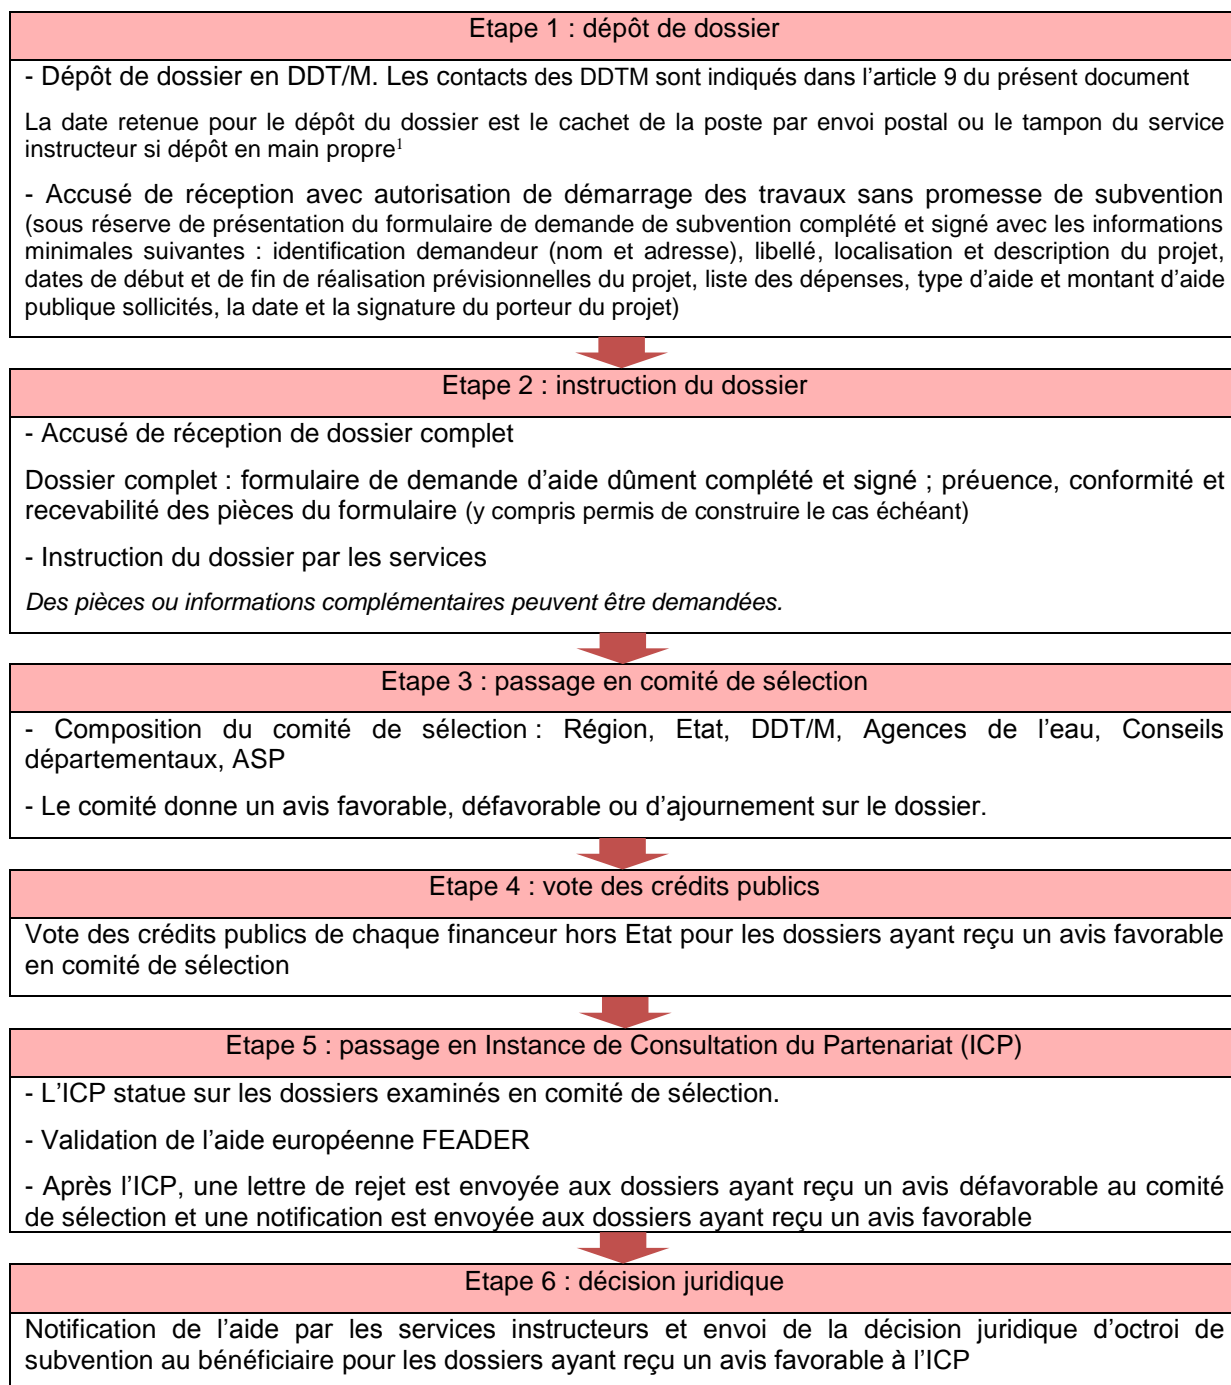 Etape 1 : dépôt de dossier
- Dépôt de dossier en DDT/M. Les contacts des DDTM sont indiqués dans l’article 9 du présent document
La date retenue pour le dépôt du dossier est le cachet de la poste par envoi postal ou le tampon du service
instructeur si dépôt en main propre1
- Accusé de réception avec autorisation de démarrage des travaux sans promesse de subvention
(sous réserve de présentation du formulaire de demande de subvention complété et signé avec les informations
minimales suivantes : identification demandeur (nom et adresse), libellé, localisation et description du projet,
dates de début et de fin de réalisation prévisionnelles du projet, liste des dépenses, type d’aide et montant d’aide
publique sollicités, la date et la signature du porteur du projet)
Etape 2 : instruction du dossier
- Accusé de réception de dossier complet
Dossier complet : formulaire de demande d’aide dûment complété et signé ; préuence, conformité et
recevabilité des pièces du formulaire (y compris permis de construire le cas échéant)
- Instruction du dossier par les services
Des pièces ou informations complémentaires peuvent être demandées.
Etape 3 : passage en comité de sélection
- Composition du comité de sélection : Région, Etat, DDT/M, Agences de l’eau, Conseils
départementaux, ASP
- Le comité donne un avis favorable, défavorable ou d’ajournement sur le dossier.
Etape 4 : vote des crédits publics
Vote des crédits publics de chaque financeur hors Etat pour les dossiers ayant reçu un avis favorable
en comité de sélection
Etape 5 : passage en Instance de Consultation du Partenariat (ICP)
- L’ICP statue sur les dossiers examinés en comité de sélection.
- Validation de l’aide européenne FEADER
- Après l’ICP, une lettre de rejet est envoyée aux dossiers ayant reçu un avis défavorable au comité
de sélection et une notification est envoyée aux dossiers ayant reçu un avis favorable
Etape 6 : décision juridique
Notification de l’aide par les services instructeurs et envoi de la décision juridique d’octroi de
subvention au bénéficiaire pour les dossiers ayant reçu un avis favorable à l’ICP